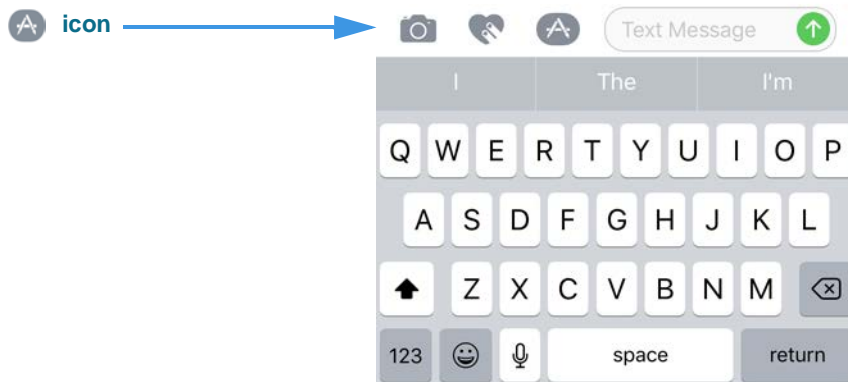 icon
Text Message
I The I'm
Q W E R T Y U I O P
A S D F G H J K L
Z X C V B N M
123 space return